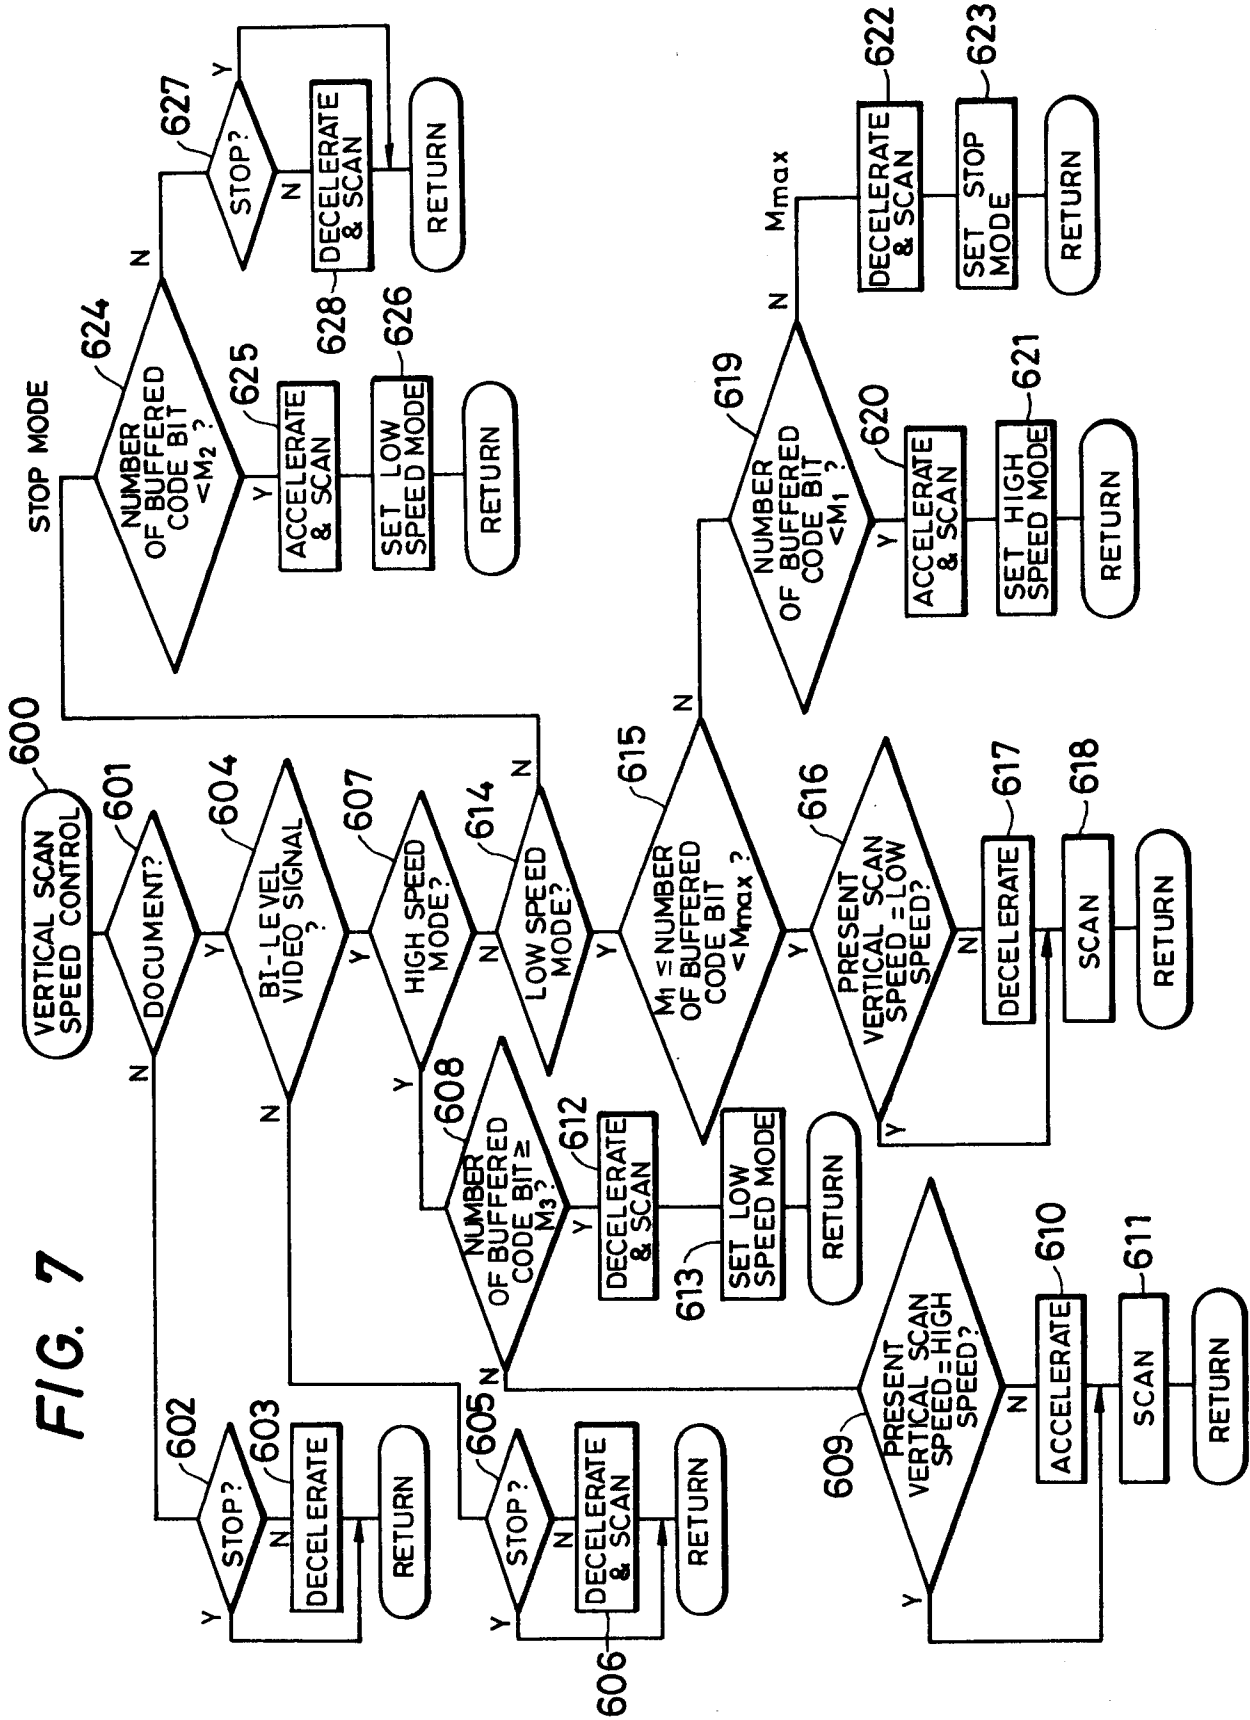 FIG. 7
VERTICAL SCAN
SPEED CONTROL
600
DOCUMENT?
601
N
Y
STOP?
602
Y
N
DECELERATE
603
RETURN
BI-LEVEL
VIDEO SIGNAL
?
604
N
Y
STOP?
605
Y
N
DECELERATE
& SCAN
606
RETURN
HIGH SPEED
MODE?
607
Y
N
NUMBER
OF BUFFERED
CODE BIT ≥
M3?
608
N
Y
PRESENT
VERTICAL SCAN
SPEED = HIGH
SPEED?
609
Y
N
ACCELERATE
610
SCAN
611
RETURN
DECELERATE
& SCAN
612
SET LOW
SPEED MODE
613
RETURN
LOW SPEED
MODE?
614
N
Y
M1 ≤ NUMBER
OF BUFFERED
CODE BIT
<Mmax ?
615
N
Y
PRESENT
VERTICAL SCAN
SPEED = LOW
SPEED?
616
Y
N
DECELERATE
617
SCAN
618
RETURN
NUMBER
OF BUFFERED
CODE BIT
<M1 ?
619
N
Mmax
Y
ACCELERATE
& SCAN
620
SET HIGH
SPEED MODE
621
RETURN
DECELERATE
& SCAN
622
SET STOP
MODE
623
RETURN
STOP MODE
NUMBER
OF BUFFERED
CODE BIT
<M2 ?
624
N
Y
ACCELERATE
& SCAN
625
SET LOW
SPEED MODE
626
RETURN
STOP?
627
Y
N
DECELERATE
& SCAN
628
RETURN